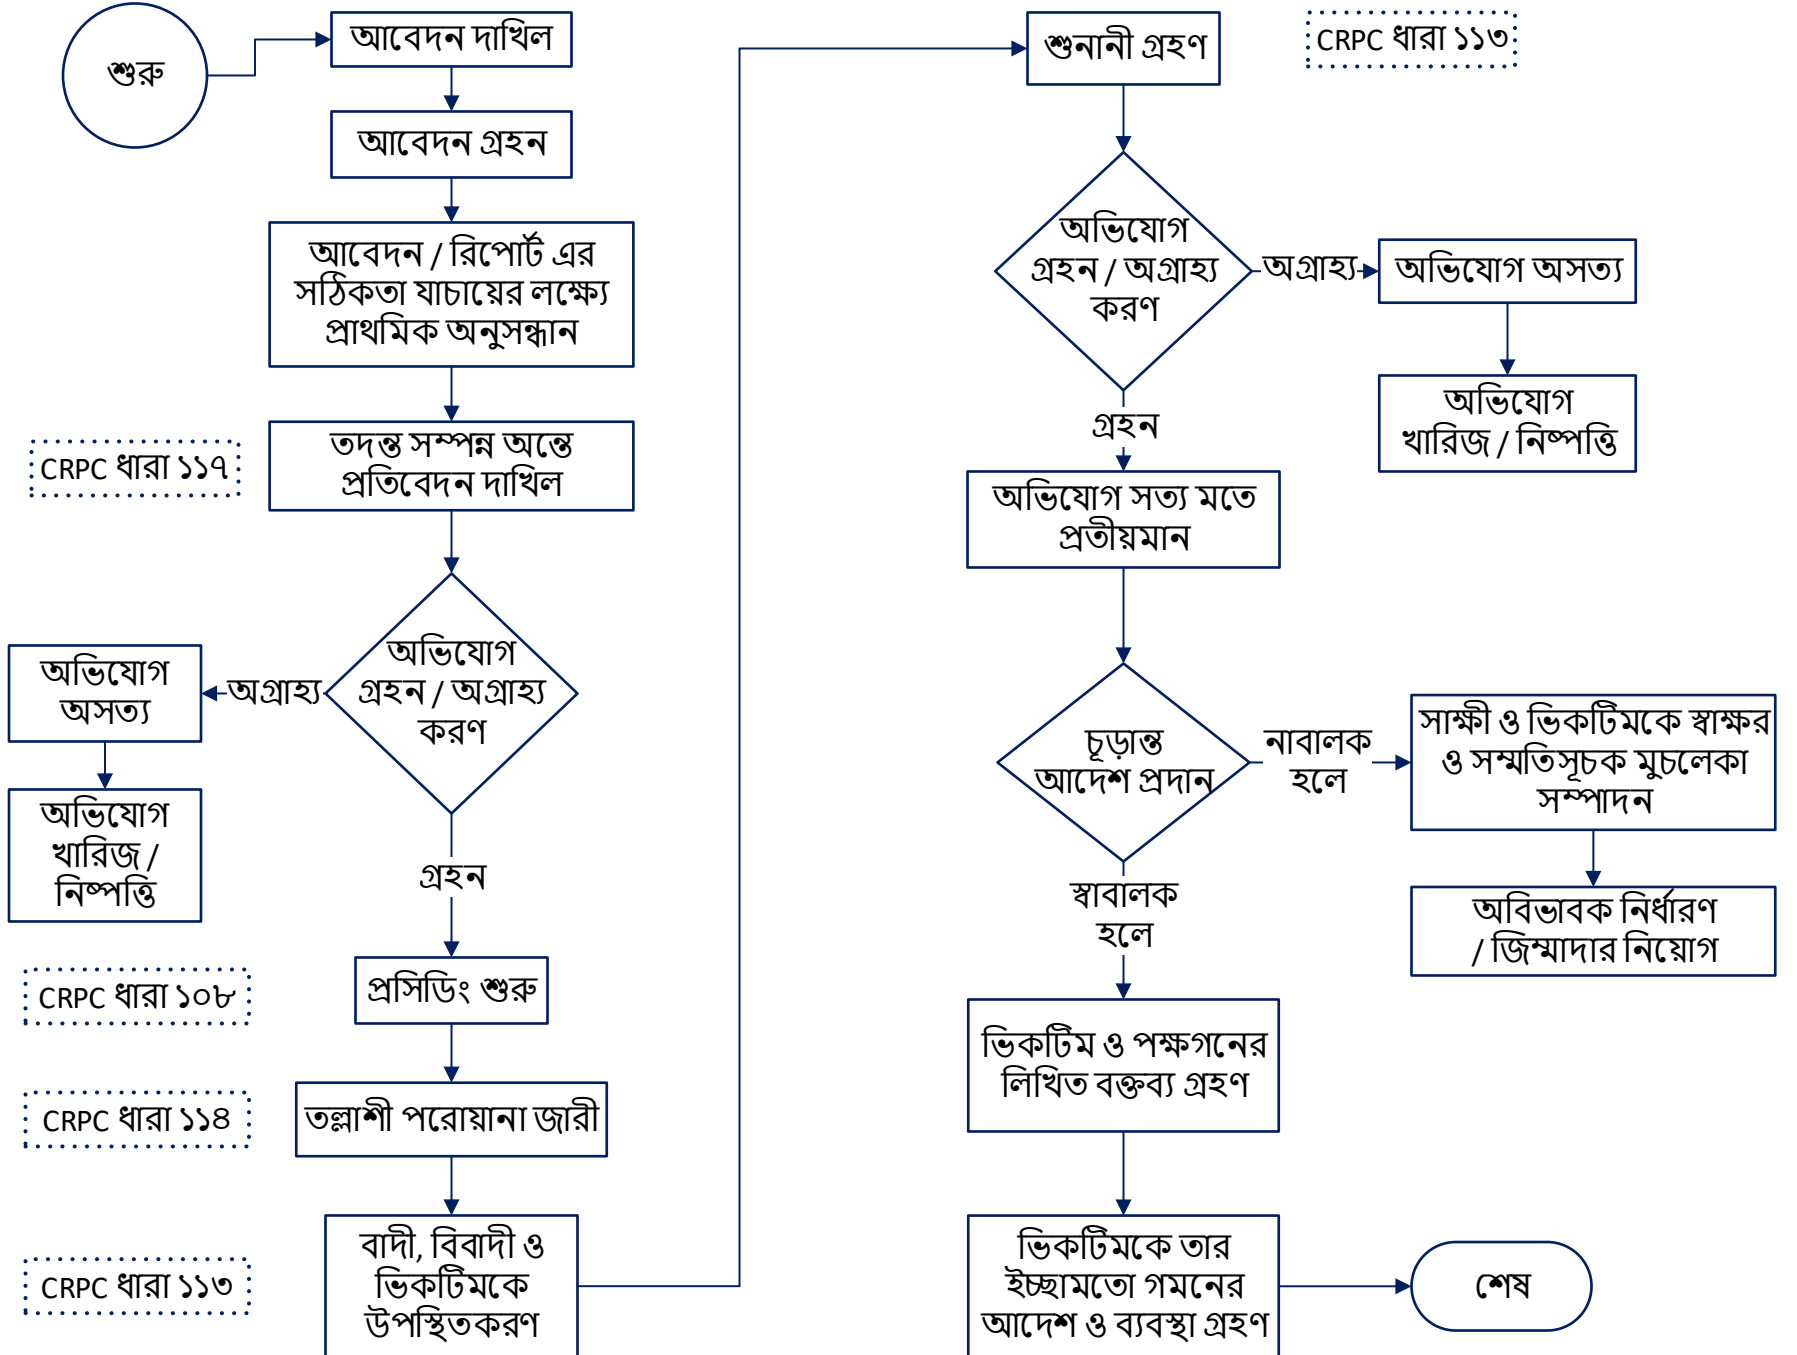 শুরু
আবেদন দাখিল
আবেদন গ্রহন
আবেদন / রিপোর্ট এর
সঠিকতা যাচায়ের লক্ষ্যে
প্রাথমিক অনুসন্ধান
CRPC ধারা ১১৭
তদন্ত সম্পন্ন অন্তে
প্রতিবেদন দাখিল
অভিযোগ
গ্রহন / অগ্রাহ্য
করণ
অগ্রাহ্য
অভিযোগ
অসত্য
অভিযোগ
খারিজ /
নিষ্পত্তি
গ্রহন
CRPC ধারা ১০৮
প্রসিডিং শুরু
CRPC ধারা ১১৪
তল্লাশী পরোয়ানা জারী
CRPC ধারা ১১৩
বাদী, বিবাদী ও
ভিকটিমকে
উপস্থিতকরণ
শুনানী গ্রহণ
CRPC ধারা ১১৩
অভিযোগ
গ্রহন / অগ্রাহ্য
করণ
অগ্রাহ্য
অভিযোগ অসত্য
অভিযোগ
খারিজ / নিষ্পত্তি
গ্রহন
অভিযোগ সত্য মতে
প্রতীয়মান
চূড়ান্ত
আদেশ প্রদান
নাবালক
হলে
সাক্ষী ও ভিকটিমকে স্বাক্ষর
ও সম্মতিসূচক মুচলেকা
সম্পাদন
অবিভাবক নির্ধারণ
/ জিম্মাদার নিয়োগ
স্বাবালক
হলে
ভিকটিম ও পক্ষগনের
লিখিত বক্তব্য গ্রহণ
ভিকটিমকে তার
ইচ্ছামতো গমনের
আদেশ ও ব্যবস্থা গ্রহণ
শেষ